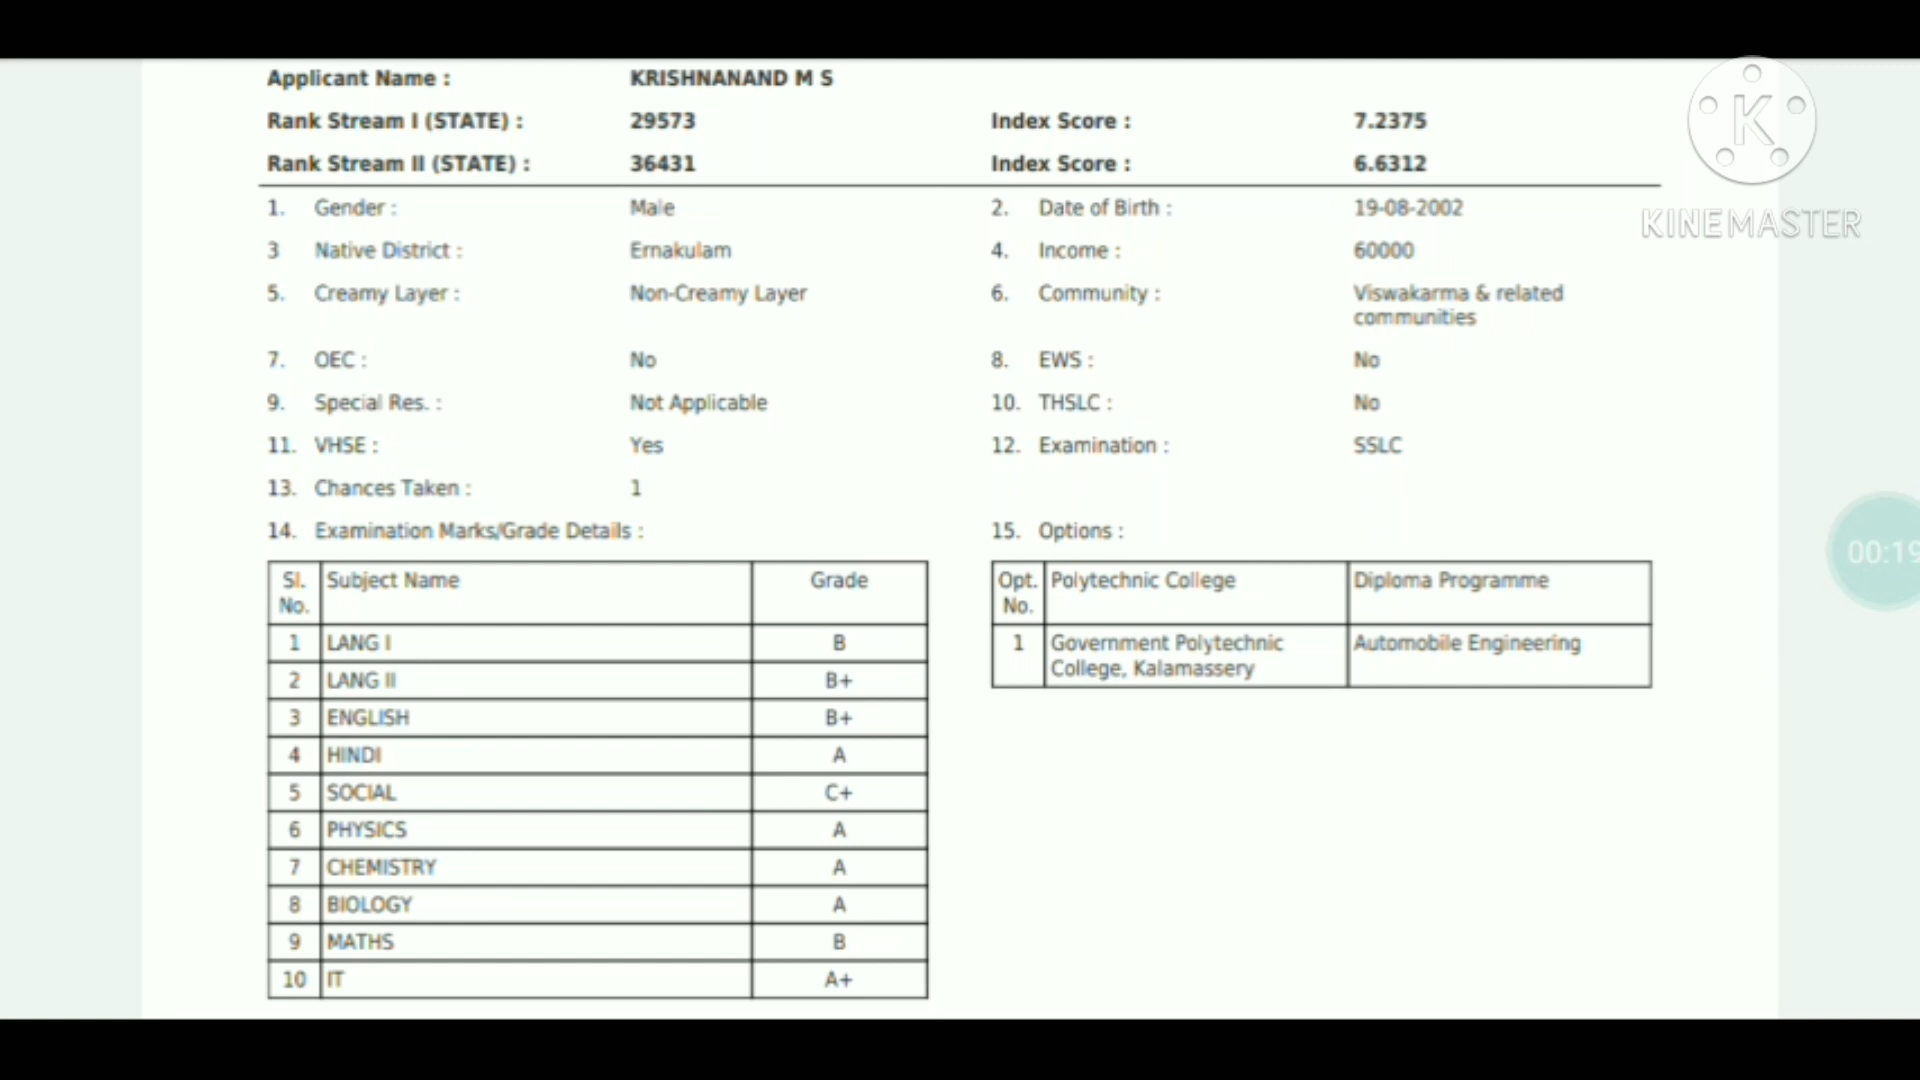 Applicant Name : KRISHNANAND M S
Rank Stream I (STATE) : 29573 Index Score : 7.2375
Rank Stream II (STATE) : 36431 Index Score : 6.6312
1. Gender : Male 2. Date of Birth : 19-08-2002
3 Native District : Ernakulam 4. Income : 60000
5. Creamy Layer : Non-Creamy Layer 6. Community : Viswakarma & related
communities
7. OEC : No 8. EWS : No
9. Special Res. : Not Applicable 10. THSLC : No
11. VHSE : Yes 12. Examination : SSLC
13. Chances Taken : 1
14. Examination Marks/Grade Details : 15. Options :
Sl. Subject Name Grade
No.
1 LANG I B
2 LANG II B+
3 ENGLISH B+
4 HINDI A
5 SOCIAL C+
6 PHYSICS A
7 CHEMISTRY A
8 BIOLOGY A
9 MATHS B
10 IT A+
Opt. Polytechnic College Diploma Programme
No.
1 Government Polytechnic Automobile Engineering
College, Kalamassery
K
KINEMASTER
00:19